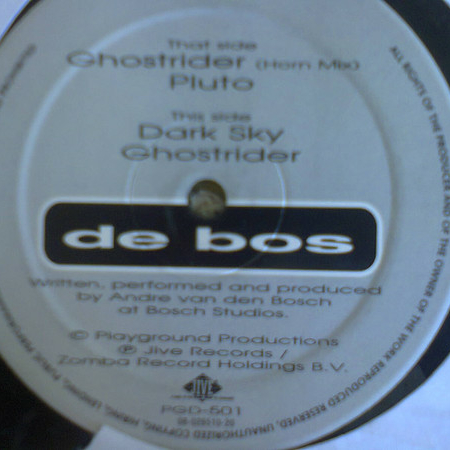 That side
Ghostrider (Horn Mix)
Pluto
This side
Dark Sky
Ghostrider
de bos
Written, performed and produced
by Andre van den Bosch
at Bosch Studios.
© Playground Productions
℗ Jive Records /
Zomba Record Holdings B.V.
JIVE
PGD-501
ALL RIGHTS OF THE PRODUCER AND OF THE OWNER OF THE WORK REPRODUCED RESERVED. UNAUTHORIZED COPYING, HIRING, LENDING, PUBLIC PERFORMANCE PROHIBITED